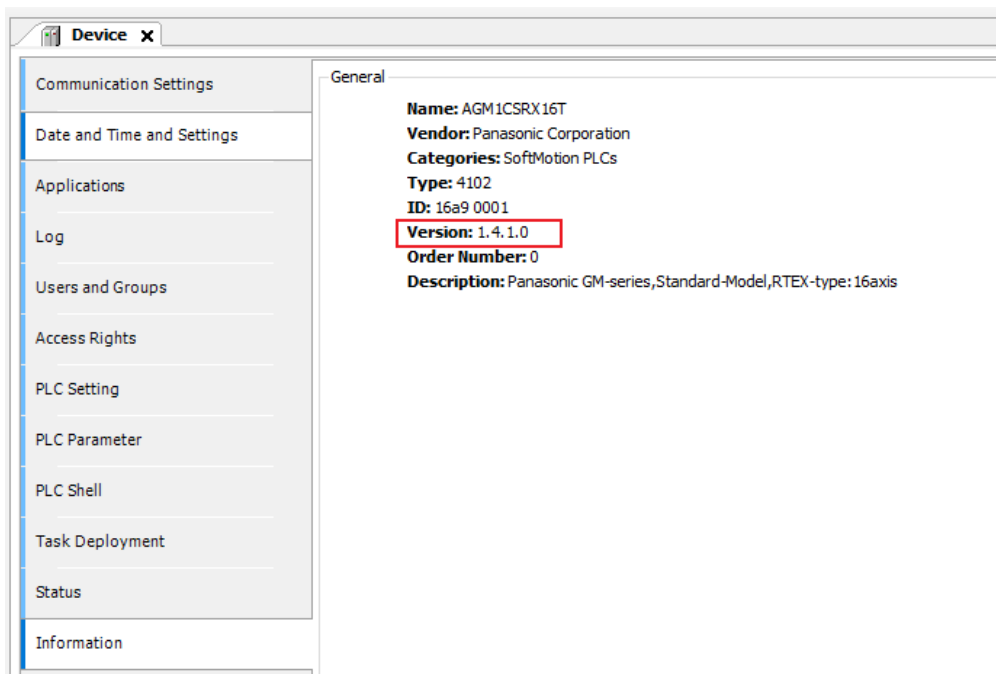 Device x
Communication Settings
Date and Time and Settings
Applications
Log
Users and Groups
Access Rights
PLC Setting
PLC Parameter
PLC Shell
Task Deployment
Status
Information
General
Name: AGM1CSRX16T
Vendor: Panasonic Corporation
Categories: SoftMotion PLCs
Type: 4102
ID: 16a9 0001
Version: 1.4.1.0
Order Number: 0
Description: Panasonic GM-series,Standard-Model,RTEX-type:16axis